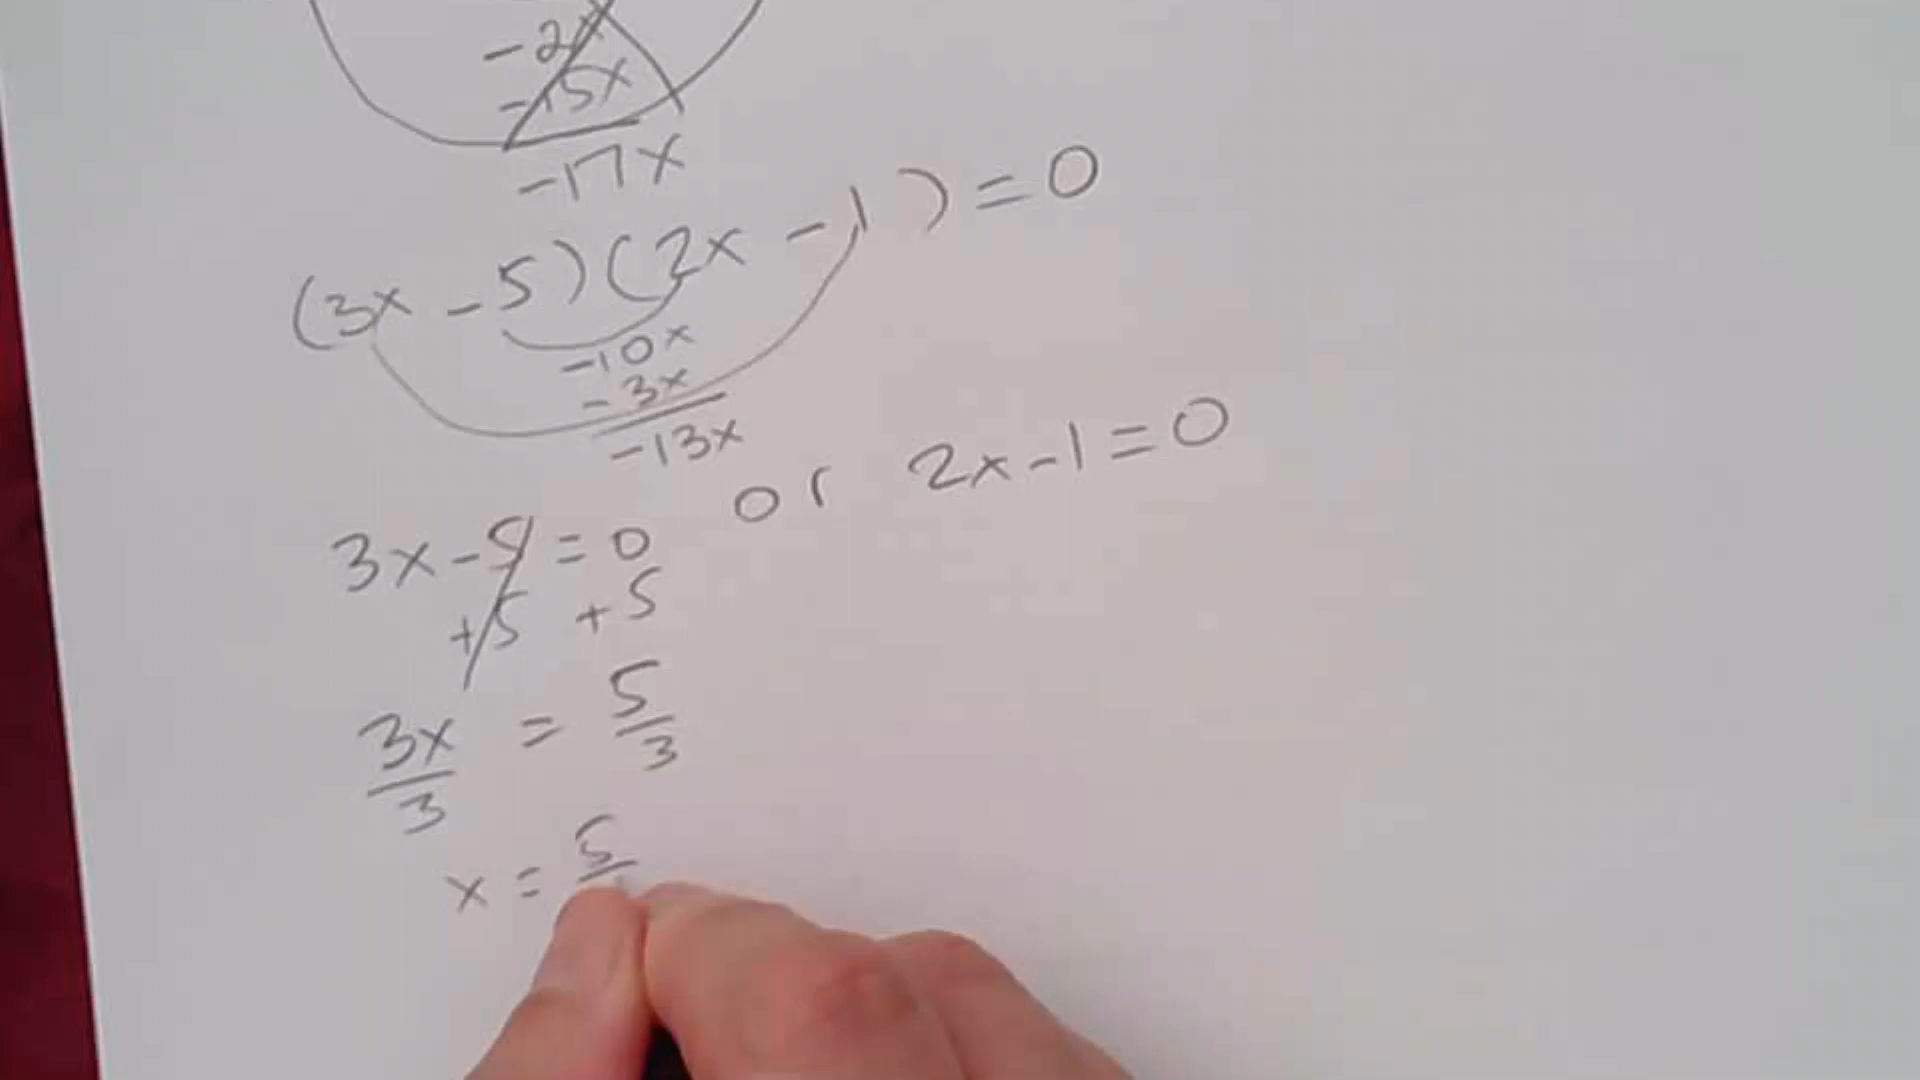 -2x
-15x
-17x
(3x - 5)(2x - 1) = 0
-10x
-3x
-13x
3x - 5 = 0 or 2x - 1 = 0
+5 +5
3x/3 = 5/3
x = 5